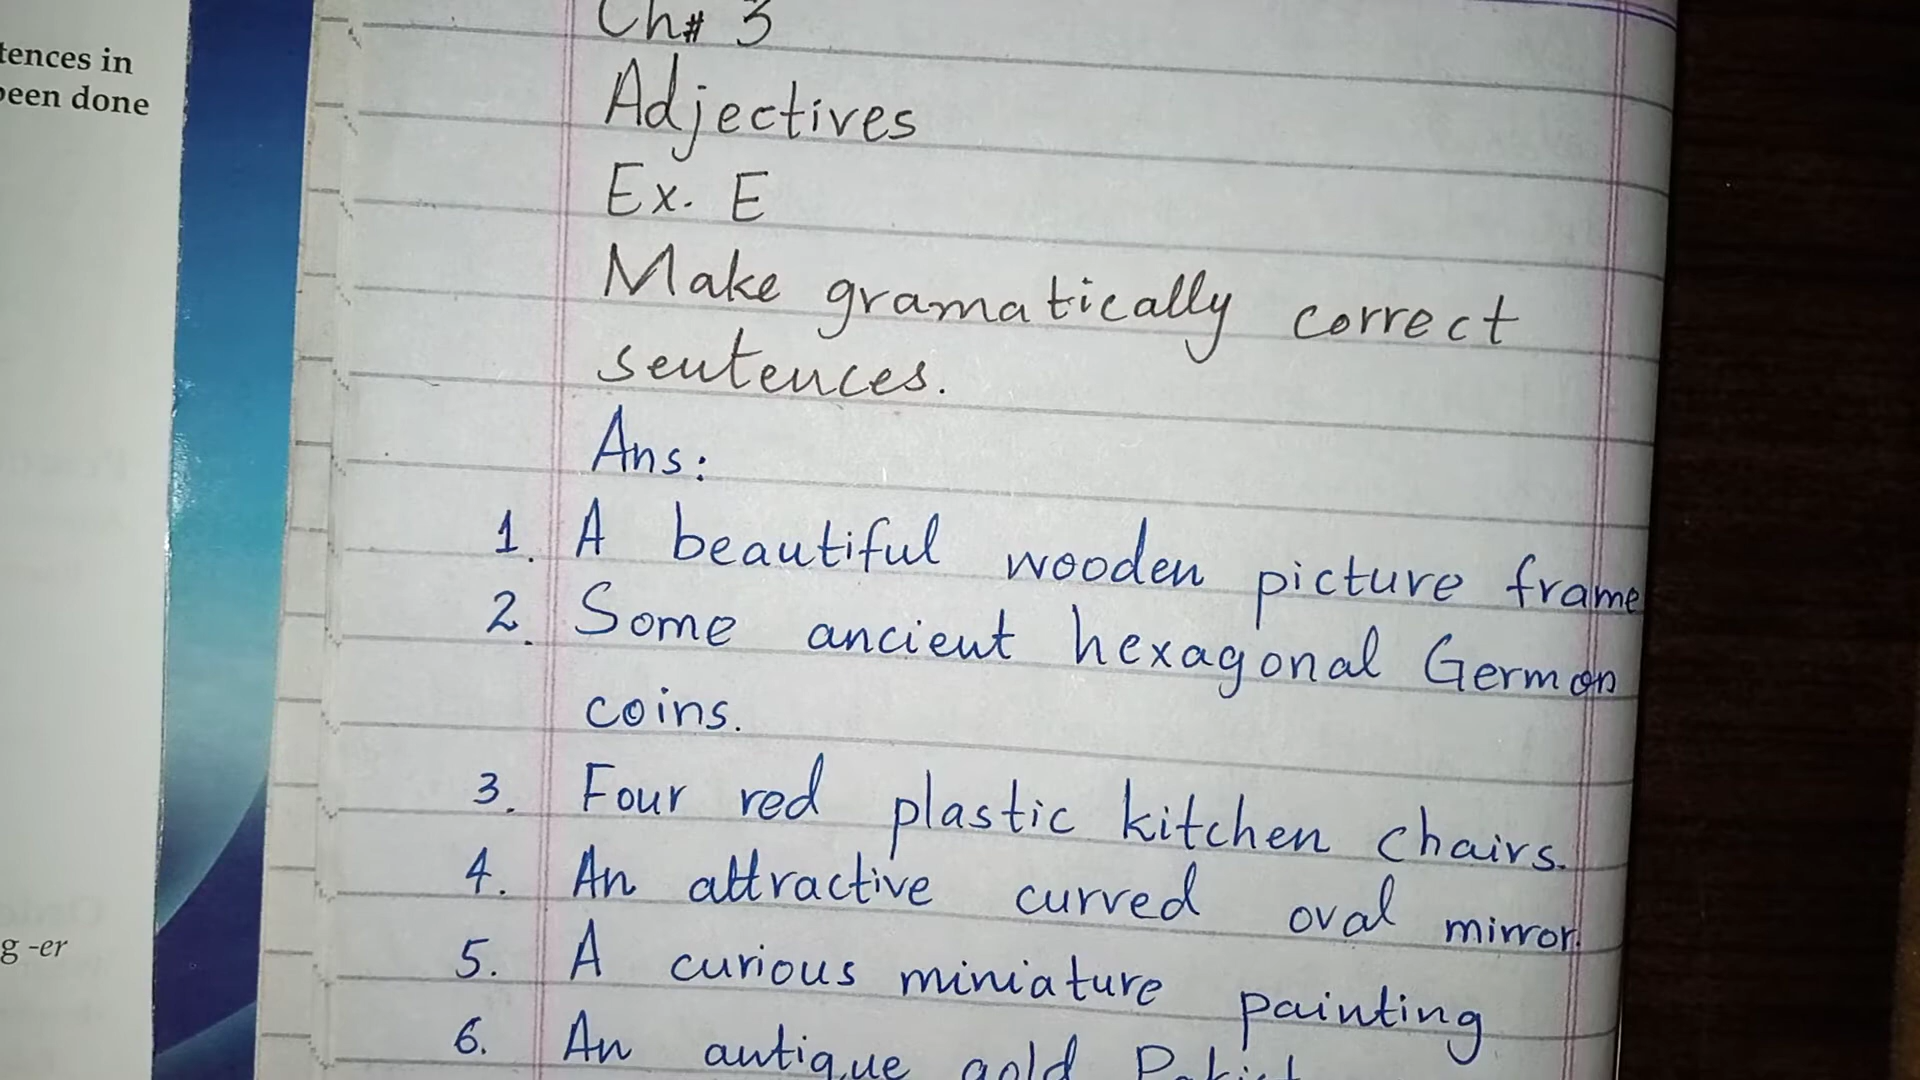 tences in
been done
g -er
Ch# 3
Adjectives
Ex. E
Make gramatically correct
sentences.
Ans:
1. A beautiful wooden picture frame
2. Some ancient hexagonal German
coins.
3. Four red plastic kitchen chairs.
4. An attractive curved oval mirror.
5. A curious miniature painting
6. An antique gold